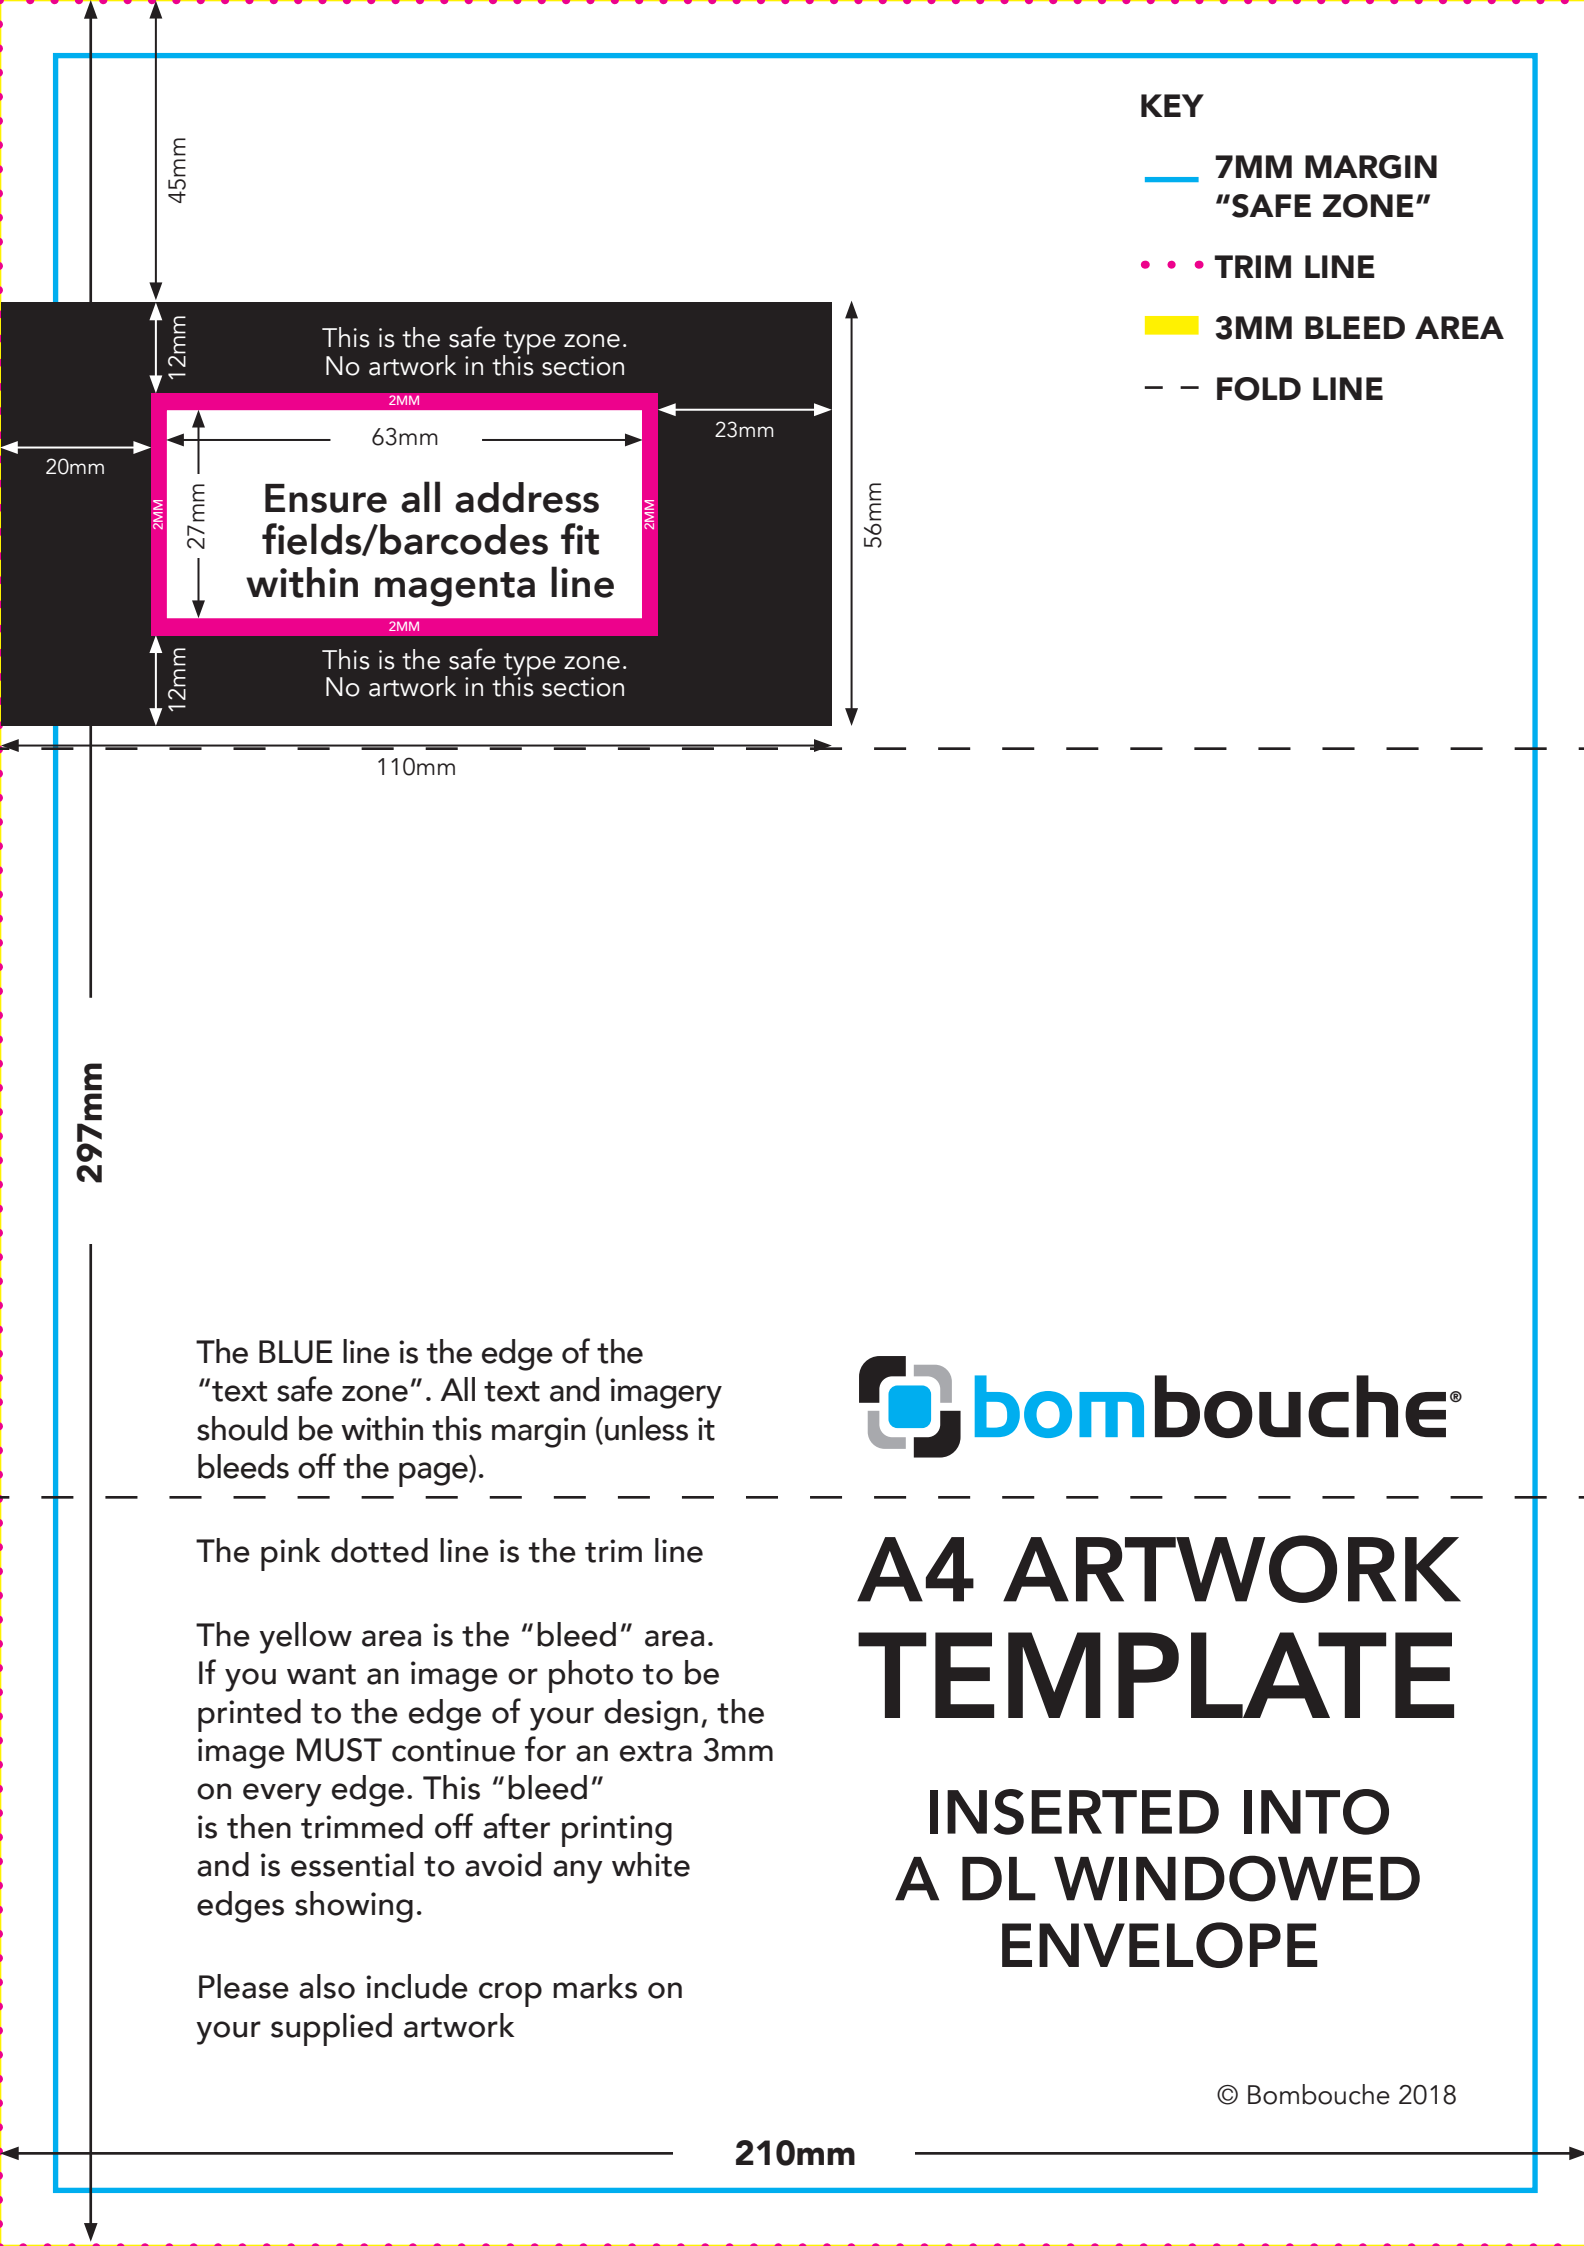 45mm
KEY
7MM MARGIN
“SAFE ZONE”
TRIM LINE
3MM BLEED AREA
FOLD LINE
12mm
This is the safe type zone.
No artwork in this section
2MM
63mm
23mm
20mm
2MM
27mm
Ensure all address
fields/barcodes fit
within magenta line
2MM
56mm
2MM
12mm
This is the safe type zone.
No artwork in this section
110mm
297mm
The BLUE line is the edge of the
“text safe zone”. All text and imagery
should be within this margin (unless it
bleeds off the page).
bombouche®
The pink dotted line is the trim line
The yellow area is the “bleed” area.
If you want an image or photo to be
printed to the edge of your design, the
image MUST continue for an extra 3mm
on every edge. This “bleed”
is then trimmed off after printing
and is essential to avoid any white
edges showing.
Please also include crop marks on
your supplied artwork
A4 ARTWORK
TEMPLATE
INSERTED INTO
A DL WINDOWED
ENVELOPE
© Bombouche 2018
210mm